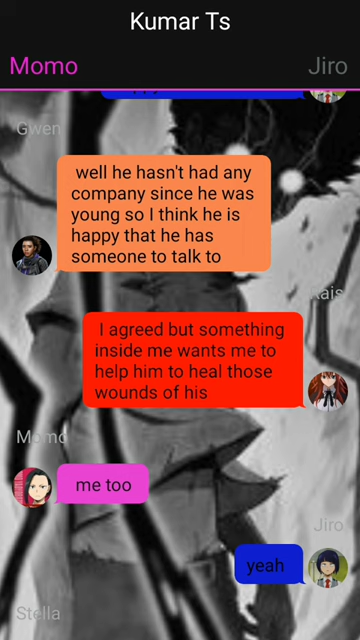 Kumar Ts
Momo
Jiro
Gwen
well he hasn't had any
company since he was
young so I think he is
happy that he has
someone to talk to
Rais
I agreed but something
inside me wants me to
help him to heal those
wounds of his
Momo
me too
Jiro
yeah
Stella